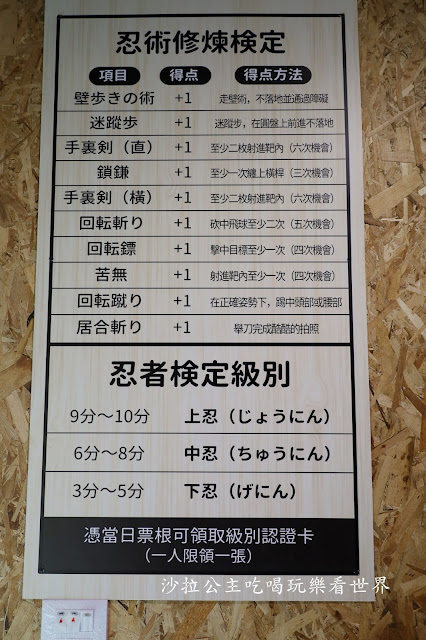 忍術修煉検定
項目 得点 得点方法
壁歩きの術 +1 走壁術，不落地並通過障礙
迷蹤歩 +1 迷蹤步，在圓盤上前進不落地
手裏剣（直） +1 至少二枚射進靶內（六次機會）
鎖鎌 +1 至少一次纏上橫桿（三次機會）
手裏剣（橫） +1 至少二枚射進靶內（六次機會）
回転斬り +1 砍中飛球至少二次（五次機會）
回転鏢 +1 擊中目標至少一次（四次機會）
苦無 +1 射進靶內至少一次（四次機會）
回転蹴り +1 在正確姿勢下，踢中頭部或腰部
居合斬り +1 舉刀完成酷酷的拍照
忍者検定級別
9分～10分 上忍（じょうにん）
6分～8分 中忍（ちゅうにん）
3分～5分 下忍（げにん）
憑當日票根可領取級別認證卡
（一人限領一張）
沙拉公主吃喝玩樂看世界